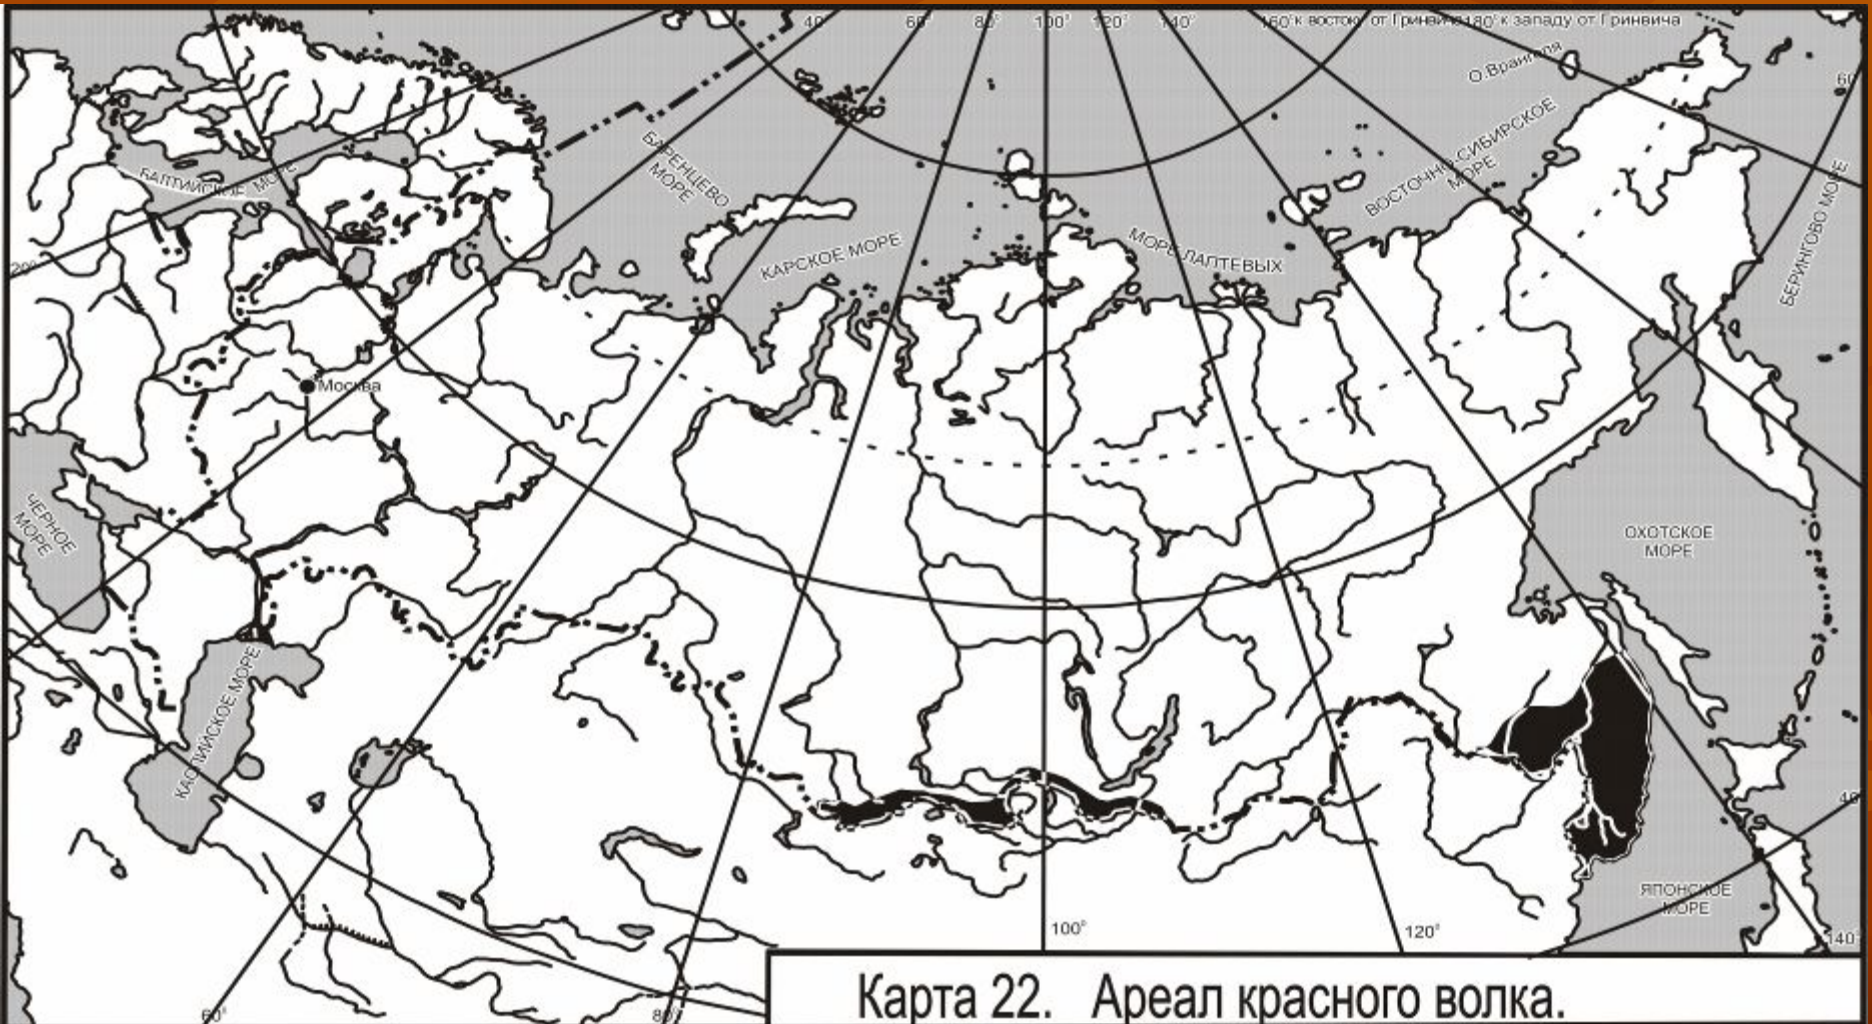 40°
60°
80°
100°
120°
140°
160° к востоку от Гринвича 180° к западу от Гринвича
О.Врангеля
60
БАРЕНЦЕВО
МОРЕ
ВОСТОЧНО-СИБИРСКОЕ
МОРЕ
БАЛТИЙСКОЕ МОРЕ
БЕРИНГОВО МОРЕ
КАРСКОЕ МОРЕ
МОРЕ ЛАПТЕВЫХ
20°
Москва
ЧЕРНОЕ
МОРЕ
ОХОТСКОЕ
МОРЕ
КАСПИЙСКОЕ МОРЕ
40
ЯПОНСКОЕ
МОРЕ
100°
120°
140°
60°
80°
Карта 22. Ареал красного волка.